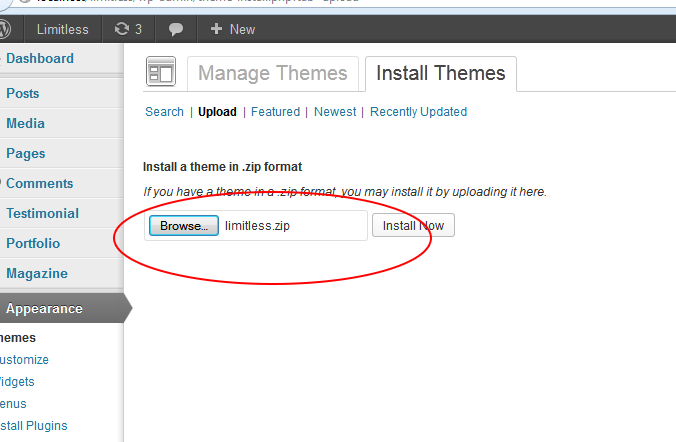 Limitless 3 + New
Dashboard
Posts
Media
Pages
Comments
Testimonial
Portfolio
Magazine
Appearance
hemes
ustomize
idgets
enus
stall Plugins
Manage Themes Install Themes
Search | Upload | Featured | Newest | Recently Updated
Install a theme in .zip format
If you have a theme in a .zip format, you may install it by uploading it here.
Browse... limitless.zip Install Now